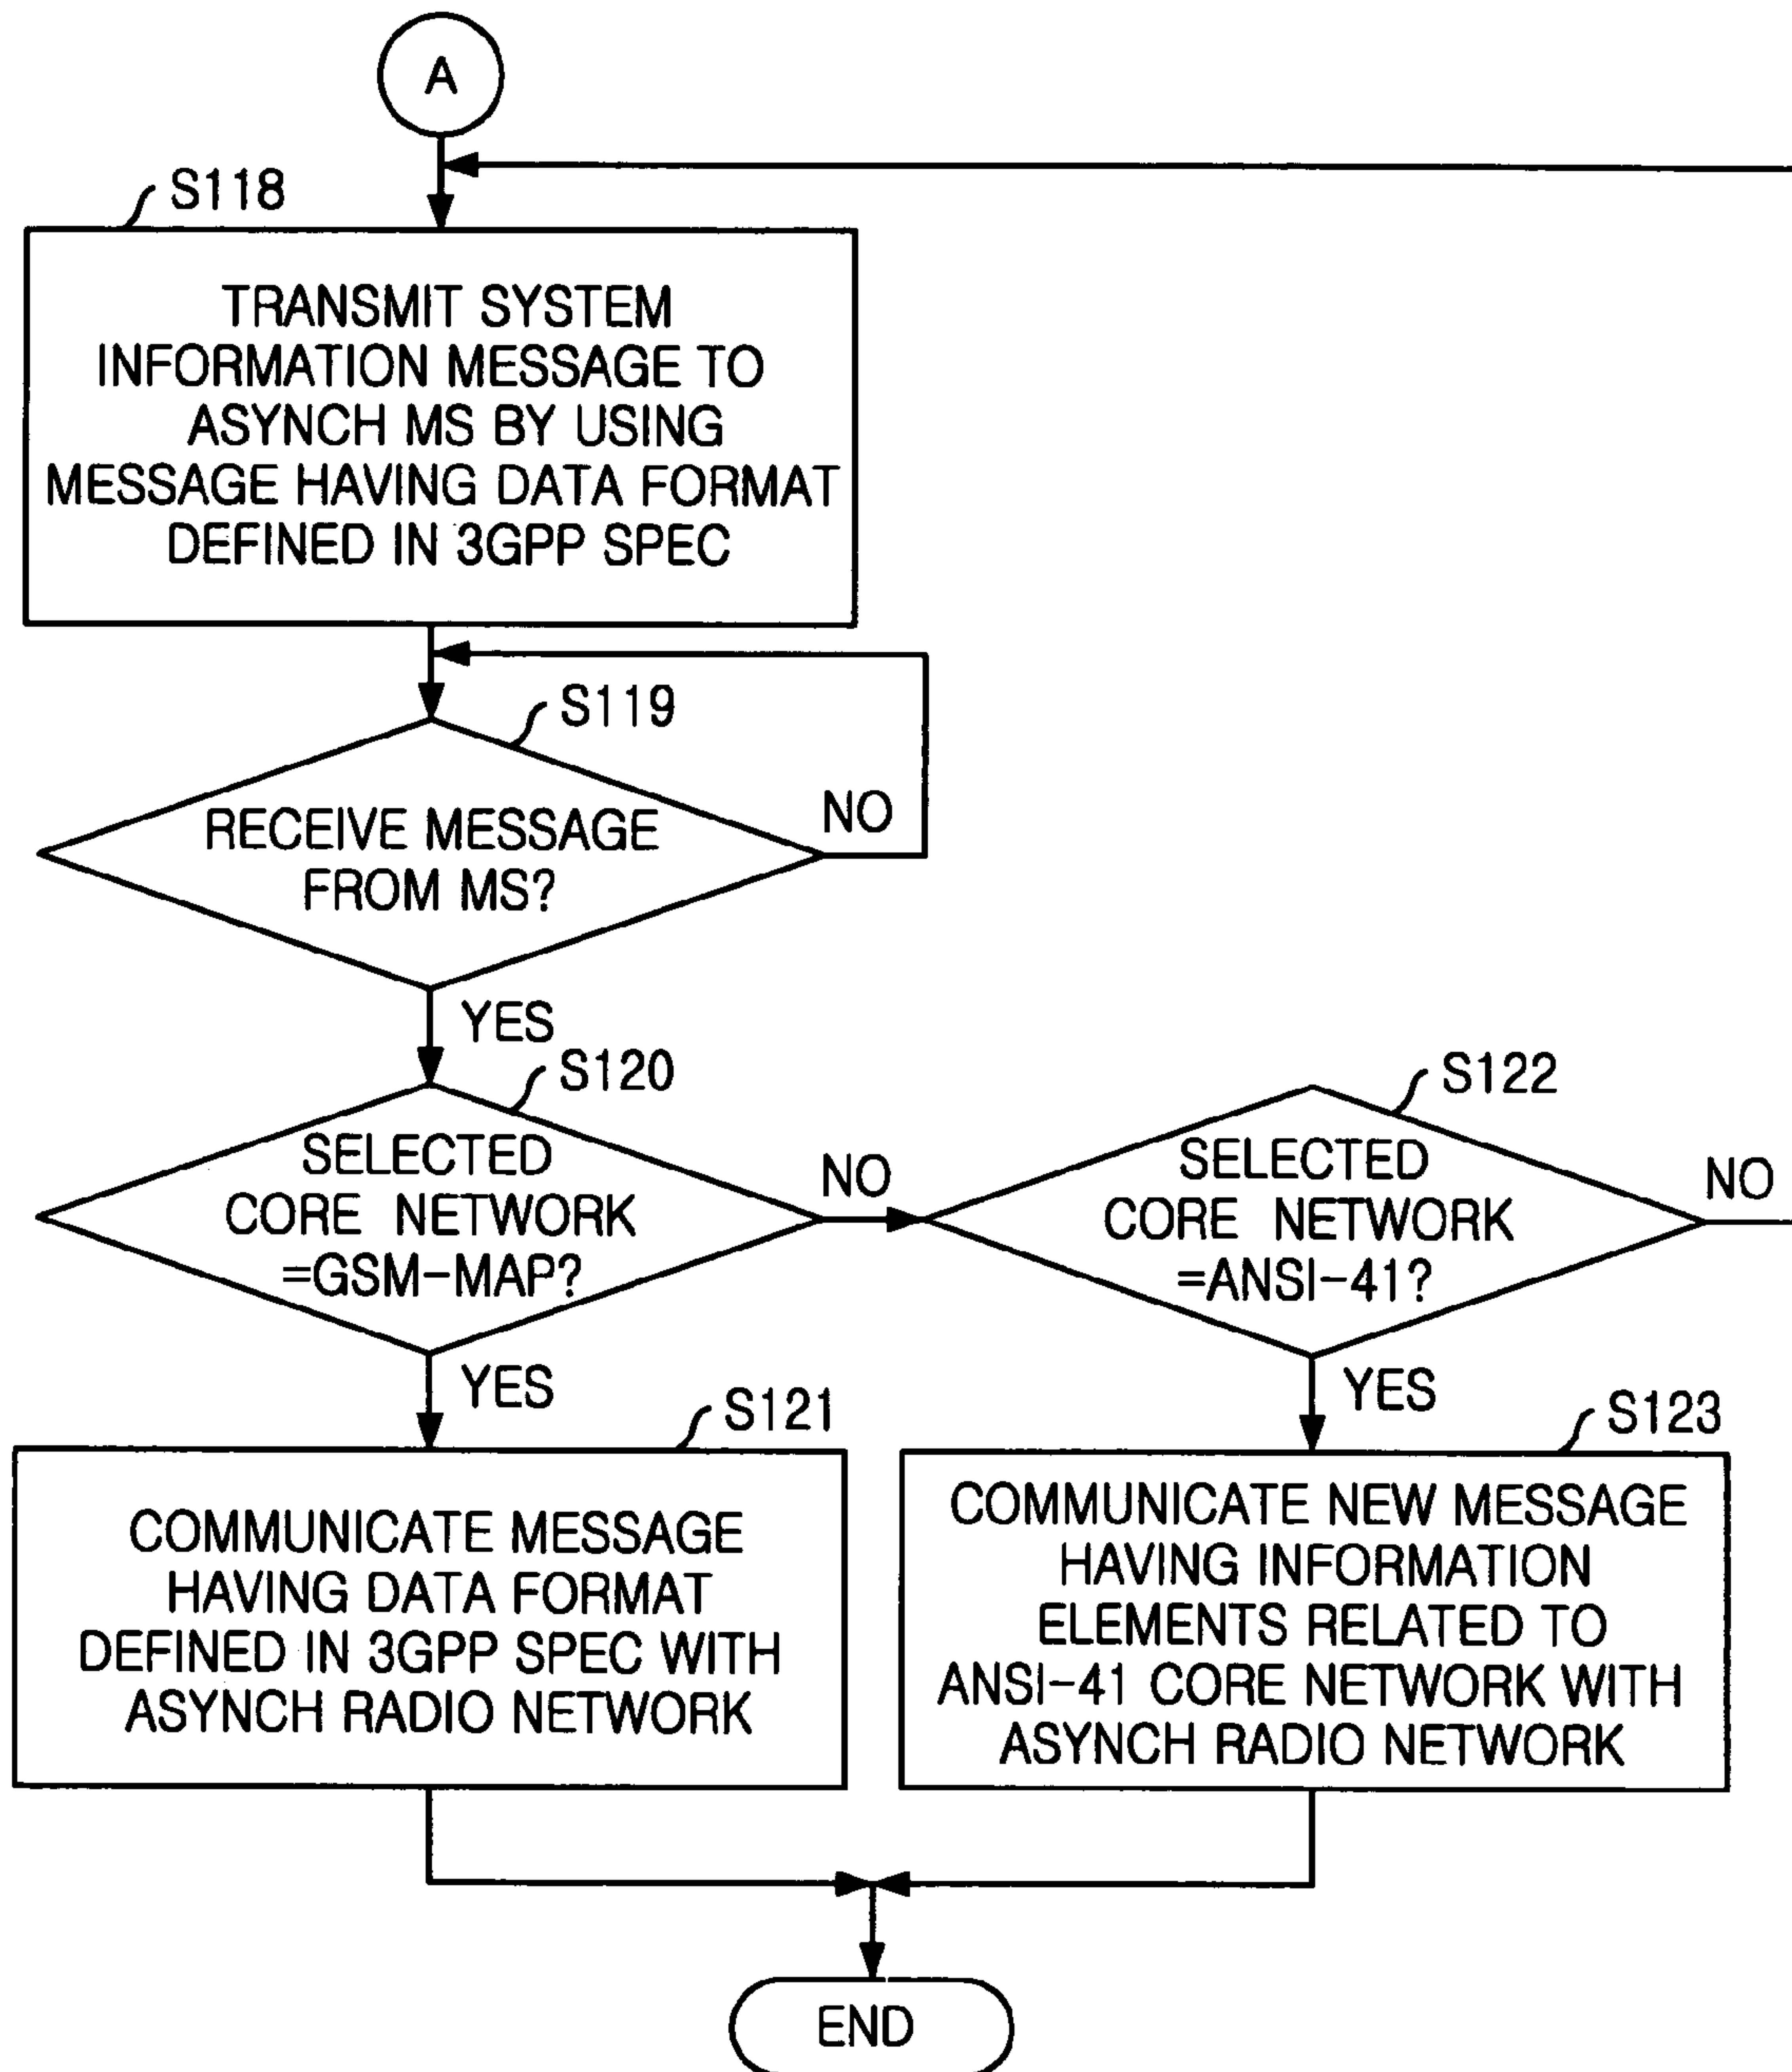 A
S118
TRANSMIT SYSTEM
INFORMATION MESSAGE TO
ASYNCH MS BY USING
MESSAGE HAVING DATA FORMAT
DEFINED IN 3GPP SPEC
S119
RECEIVE MESSAGE
FROM MS?
NO
YES
S120
SELECTED
CORE NETWORK
=GSM-MAP?
NO
S122
SELECTED
CORE NETWORK
=ANSI-41?
NO
YES
S121
COMMUNICATE MESSAGE
HAVING DATA FORMAT
DEFINED IN 3GPP SPEC WITH
ASYNCH RADIO NETWORK
YES
S123
COMMUNICATE NEW MESSAGE
HAVING INFORMATION
ELEMENTS RELATED TO
ANSI-41 CORE NETWORK WITH
ASYNCH RADIO NETWORK
END